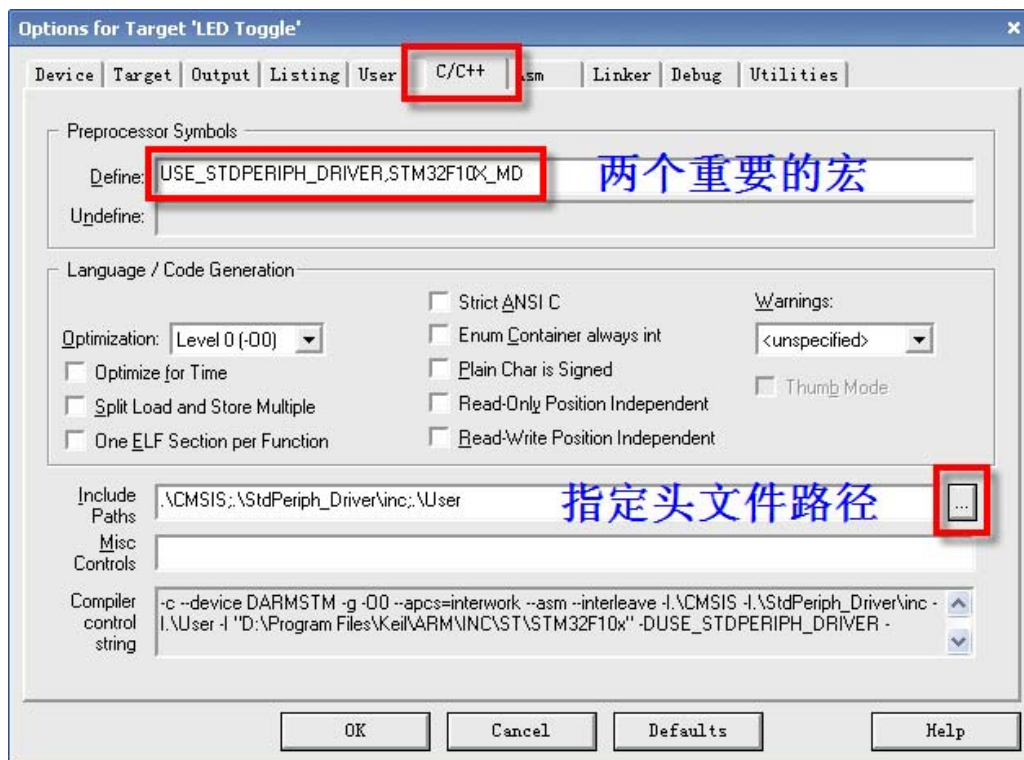 Options for Target 'LED Toggle'
Device Target Output Listing User C/C++ Asm Linker Debug Utilities
Preprocessor Symbols
Define: USE_STDPERIPH_DRIVER,STM32F10X_MD 两个重要的宏
Undefine:
Language / Code Generation
Strict ANSI C Warnings:
Optimization: Level 0 (-O0) Enum Container always int <unspecified>
Optimize for Time Plain Char is Signed Thumb Mode
Split Load and Store Multiple Read-Only Position Independent
One ELF Section per Function Read-Write Position Independent
Include Paths .\CMSIS;.\StdPeriph_Driver\inc;.\User 指定头文件路径 ...
Misc Controls
Compiler control string -c --device DARMSTM -g -O0 --apcs=interwork --asm --interleave -I.\CMSIS -I.\StdPeriph_Driver\inc -
I.\User -I "D:\Program Files\Keil\ARM\INC\ST\STM32F10x" -DUSE_STDPERIPH_DRIVER -
OK Cancel Defaults Help